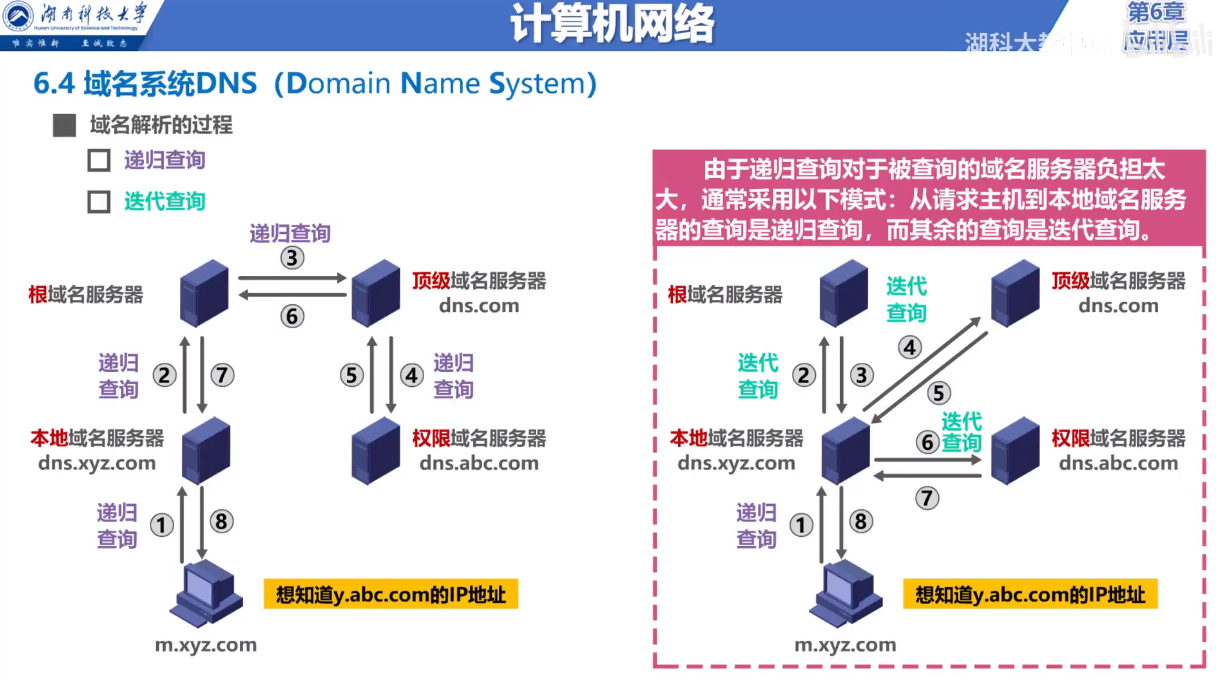 湖南科技大学
Hunan University of Science and Technology
唯实惟新 至诚致志
计算机网络
第6章
应用层
湖科大教
6.4 域名系统DNS（Domain Name System）
域名解析的过程
递归查询
迭代查询
递归查询
③
根域名服务器
顶级域名服务器
dns.com
⑥
递归
查询
②
⑦
⑤
④
递归
查询
本地域名服务器
dns.xyz.com
权限域名服务器
dns.abc.com
递归
查询
①
⑧
想知道y.abc.com的IP地址
m.xyz.com
由于递归查询对于被查询的域名服务器负担太
大，通常采用以下模式：从请求主机到本地域名服务
器的查询是递归查询，而其余的查询是迭代查询。
根域名服务器
迭代
查询
顶级域名服务器
dns.com
④
迭代
查询
②
③
⑤
本地域名服务器
dns.xyz.com
迭代
查询
⑥
⑦
权限域名服务器
dns.abc.com
递归
查询
①
⑧
想知道y.abc.com的IP地址
m.xyz.com